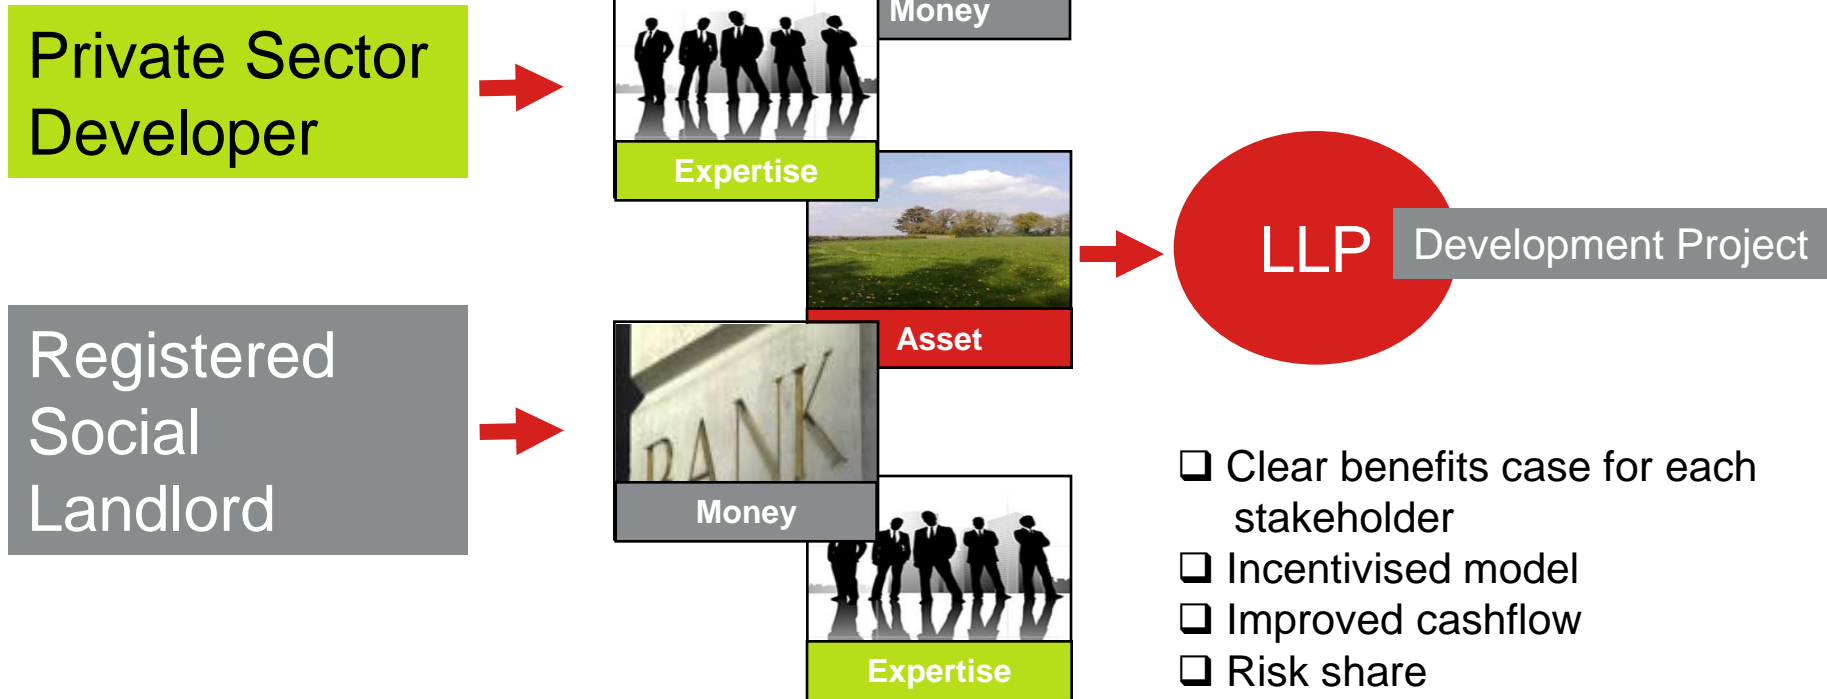 Private Sector
Developer
Money
Expertise
Asset
LLP
Development Project
Registered
Social
Landlord
BANK
Money
Expertise
❑ Clear benefits case for each
stakeholder
❑ Incentivised model
❑ Improved cashflow
❑ Risk share